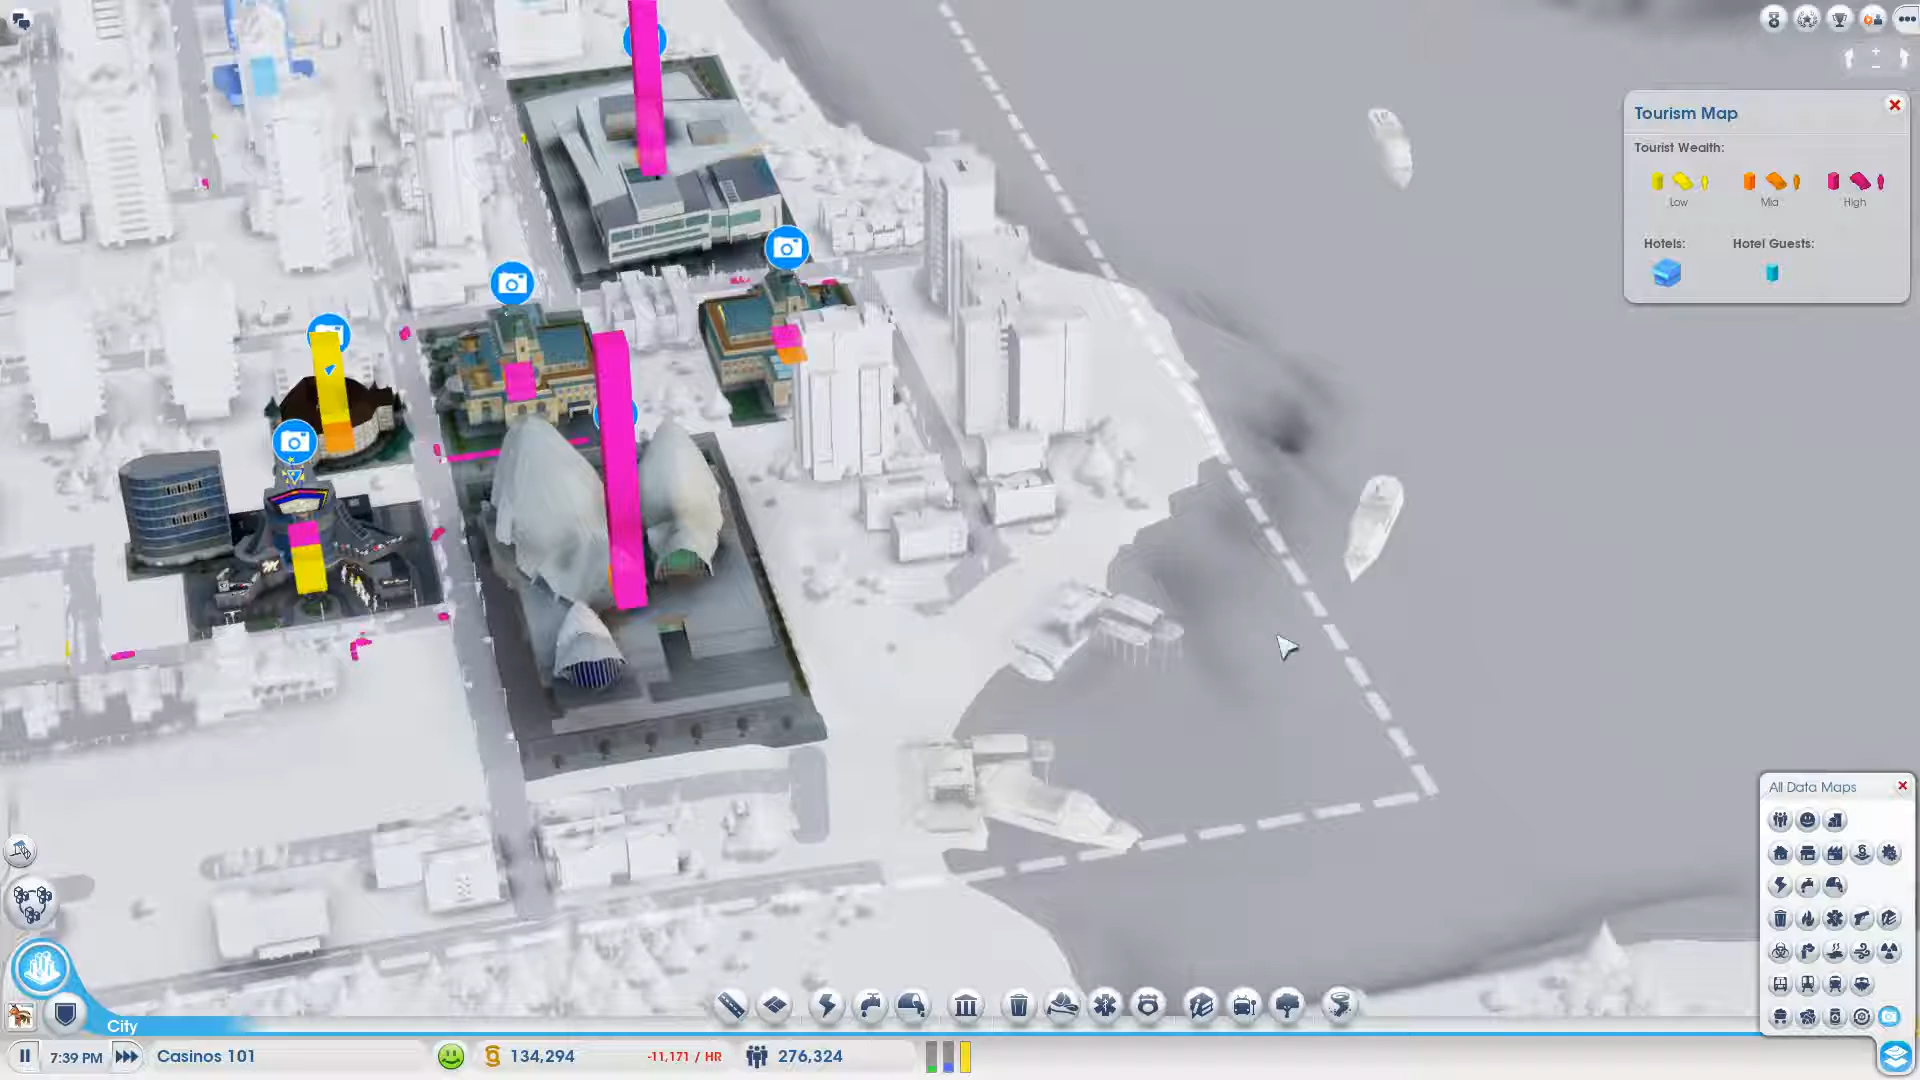 Tourism Map
Tourist Wealth:
Low
Mia
High
Hotels:
Hotel Guests:
All Data Maps
City
7:39 PM
Casinos 101
134,294
-11,171 / HR
276,324